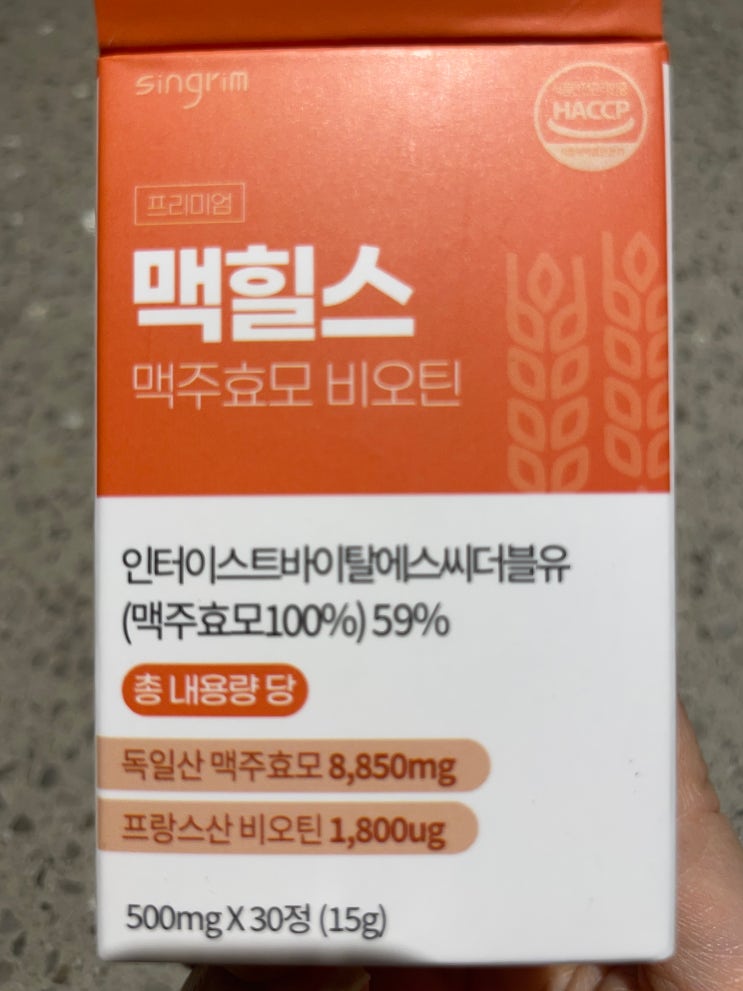 singrim
HACCP
프리미엄
맥힐스
맥주효모 비오틴
인터이스트바이탈에스씨더블유
(맥주효모100%) 59%
총 내용량 당
독일산 맥주효모 8,850mg
프랑스산 비오틴 1,800ug
500mg X 30정 (15g)